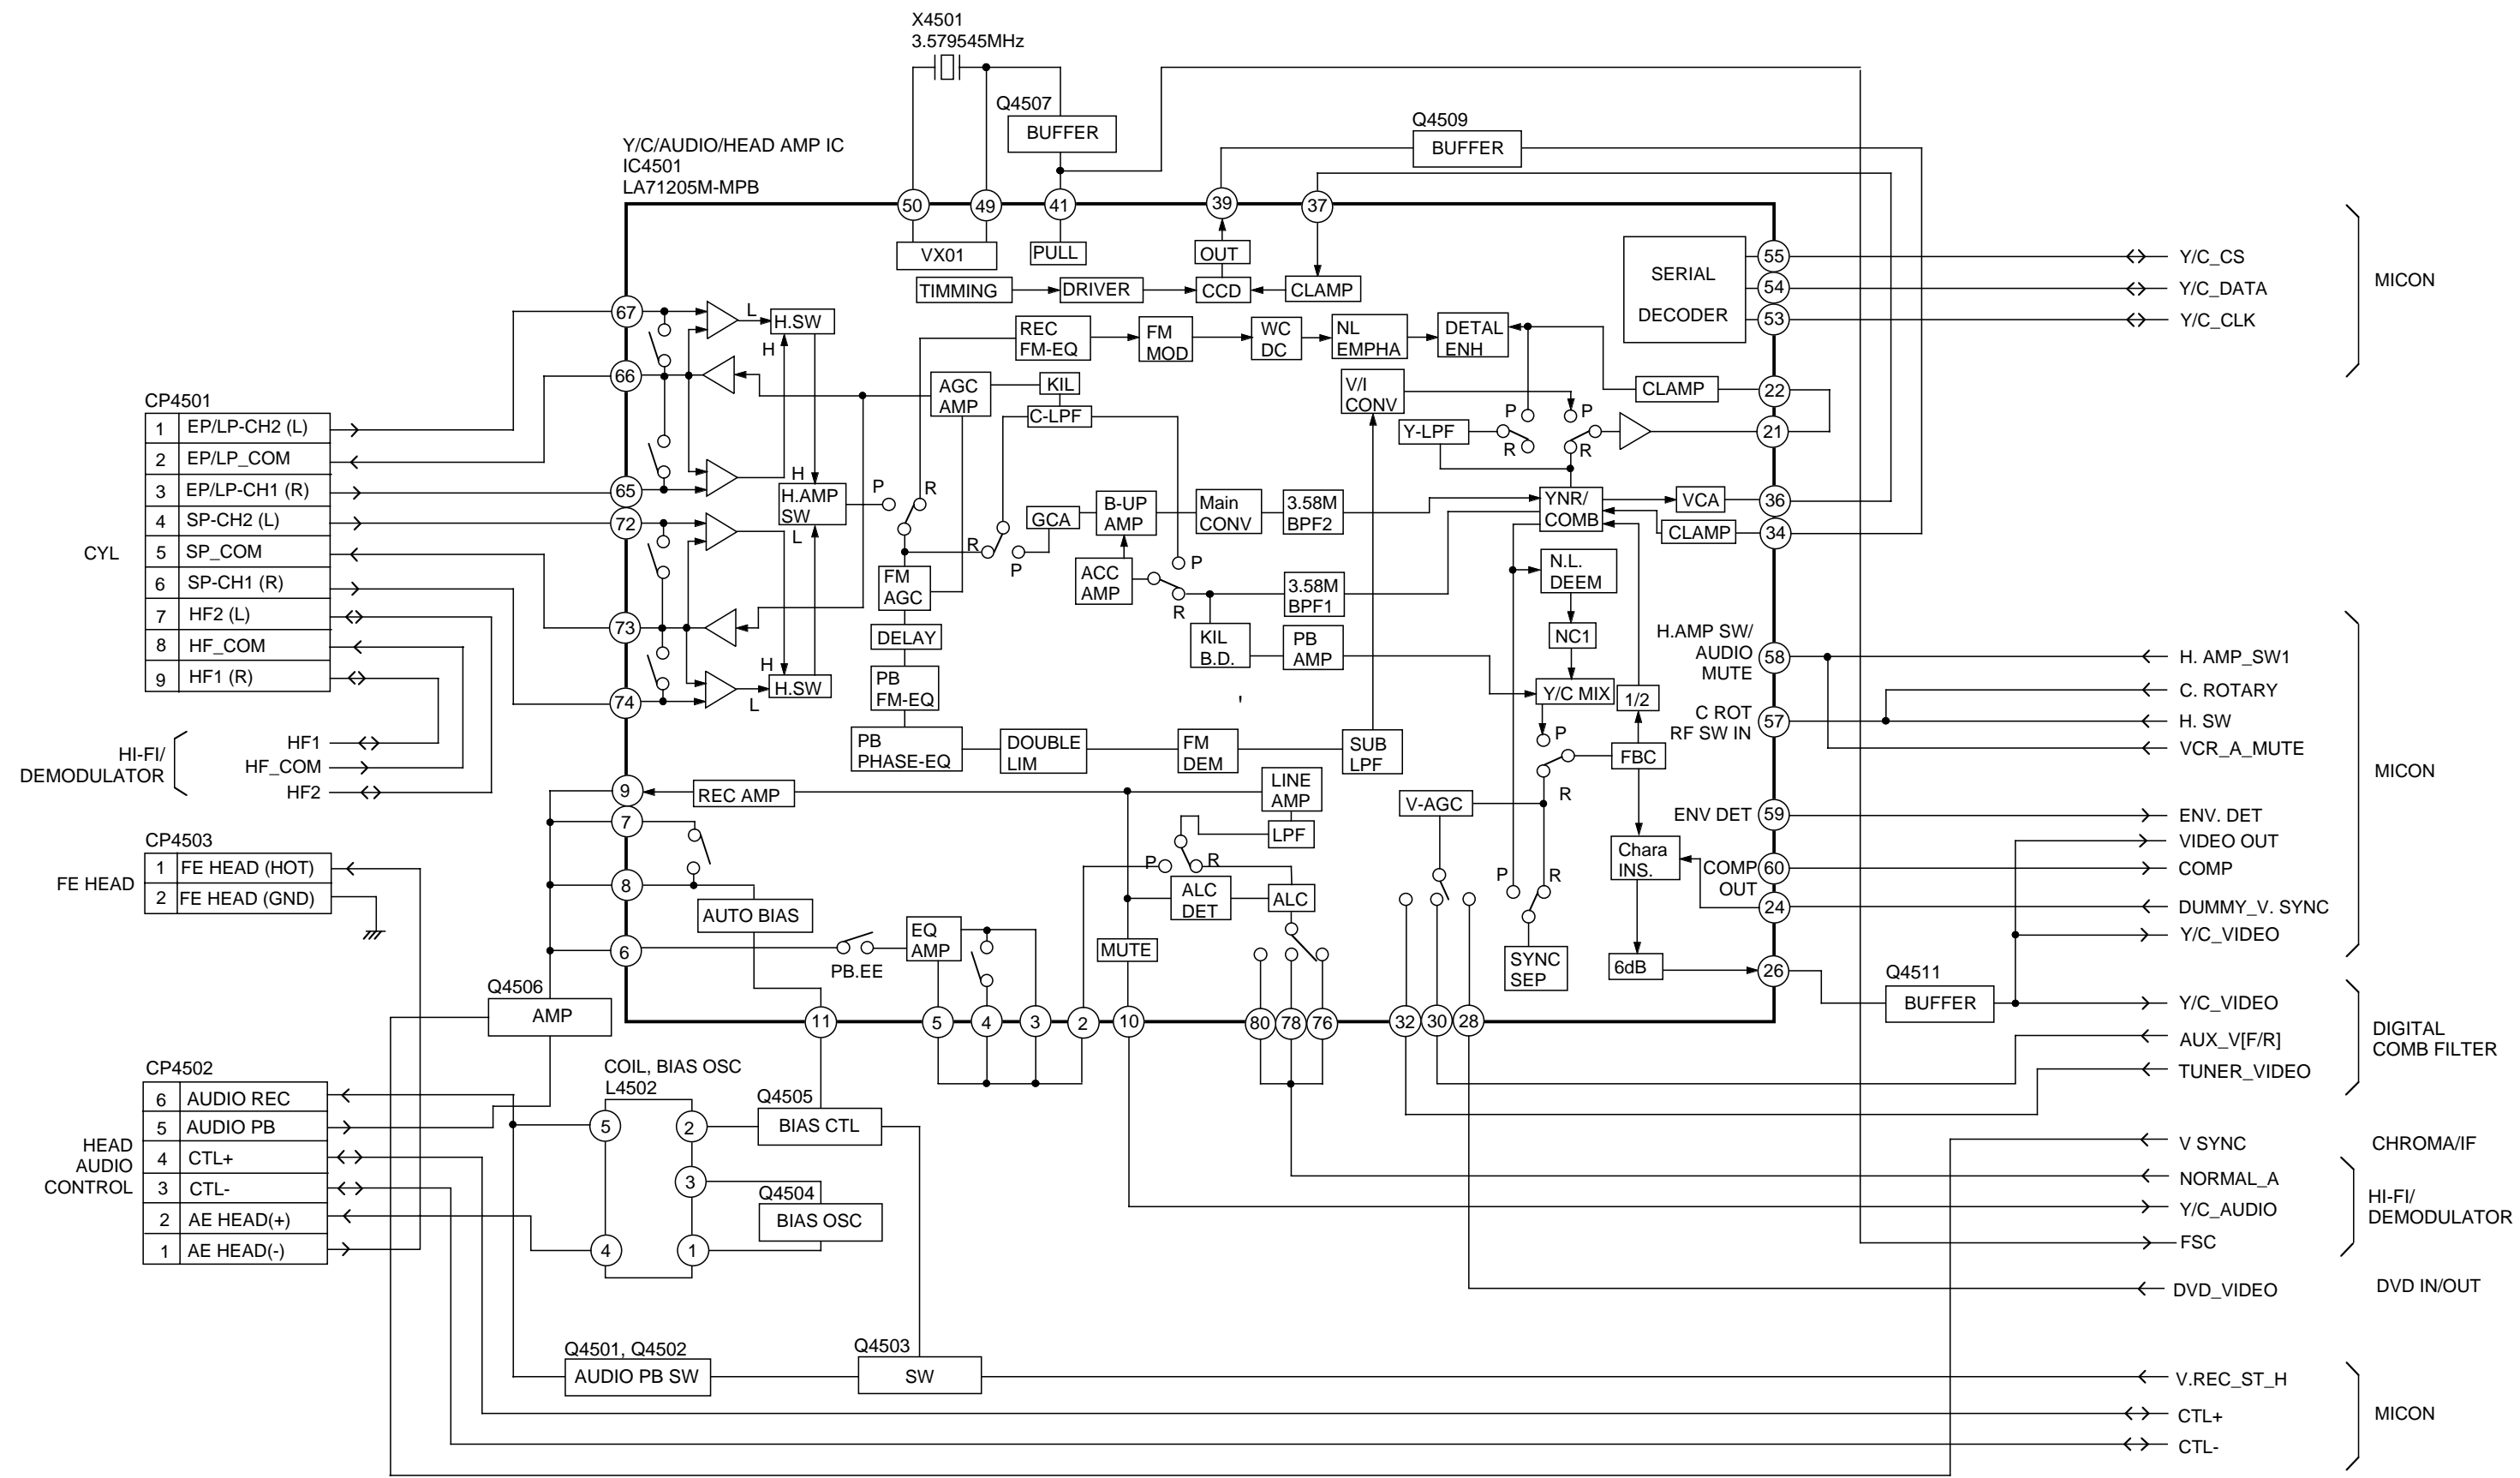 X4501
3.579545MHz
Q4507
BUFFER
Q4509
BUFFER
Y/C/AUDIO/HEAD AMP IC
IC4501
LA71205M-MPB
50
49
41
39
37
VX01
PULL
OUT
TIMMING
DRIVER
CCD
CLAMP
SERIAL
DECODER
55
54
53
Y/C_CS
Y/C_DATA
Y/C_CLK
MICON
67
66
65
72
73
74
L
H.SW
H
H
H.AMP
SW
L
H
H.SW
L
P
R
REC
FM-EQ
FM
MOD
WC
DC
NL
EMPHA
DETAL
ENH
AGC
AMP
KIL
C-LPF
V/I
CONV
CLAMP
22
21
Y-LPF
P
R
P
R
CP4501
1 EP/LP-CH2 (L)
2 EP/LP_COM
3 EP/LP-CH1 (R)
4 SP-CH2 (L)
5 SP_COM
6 SP-CH1 (R)
7 HF2 (L)
8 HF_COM
9 HF1 (R)
CYL
GCA
B-UP
AMP
Main
CONV
3.58M
BPF2
YNR/
COMB
VCA
36
CLAMP
34
R
P
FM
AGC
ACC
AMP
P
R
3.58M
BPF1
N.L.
DEEM
DELAY
KIL
B.D.
PB
AMP
NC1
PB
FM-EQ
Y/C MIX
1/2
PB
PHASE-EQ
DOUBLE
LIM
FM
DEM
SUB
LPF
P
FBC
R
H.AMP SW/
AUDIO
MUTE
58
C ROT
RF SW IN
57
H. AMP_SW1
C. ROTARY
H. SW
VCR_A_MUTE
MICON
HI-FI/
DEMODULATOR
HF1
HF_COM
HF2
9
7
8
6
REC AMP
LINE
AMP
LPF
V-AGC
P
R
ALC
DET
ALC
AUTO BIAS
EQ
AMP
PB.EE
MUTE
P
R
SYNC
SEP
Chara
INS.
6dB
ENV DET
59
COMP
OUT
60
24
26
ENV. DET
VIDEO OUT
COMP
DUMMY_V. SYNC
Y/C_VIDEO
CP4503
1 FE HEAD (HOT)
2 FE HEAD (GND)
FE HEAD
Q4506
AMP
11
5
4
3
2
10
80
78
76
32
30
28
Q4511
BUFFER
Y/C_VIDEO
AUX_V[F/R]
TUNER_VIDEO
DIGITAL
COMB FILTER
CP4502
6 AUDIO REC
5 AUDIO PB
4 CTL+
3 CTL-
2 AE HEAD(+)
1 AE HEAD(-)
HEAD
AUDIO
CONTROL
COIL, BIAS OSC
L4502
5
2
3
4
1
Q4505
BIAS CTL
Q4504
BIAS OSC
V SYNC
CHROMA/IF
NORMAL_A
Y/C_AUDIO
FSC
HI-FI/
DEMODULATOR
DVD_VIDEO
DVD IN/OUT
Q4501, Q4502
AUDIO PB SW
Q4503
SW
V.REC_ST_H
CTL+
CTL-
MICON